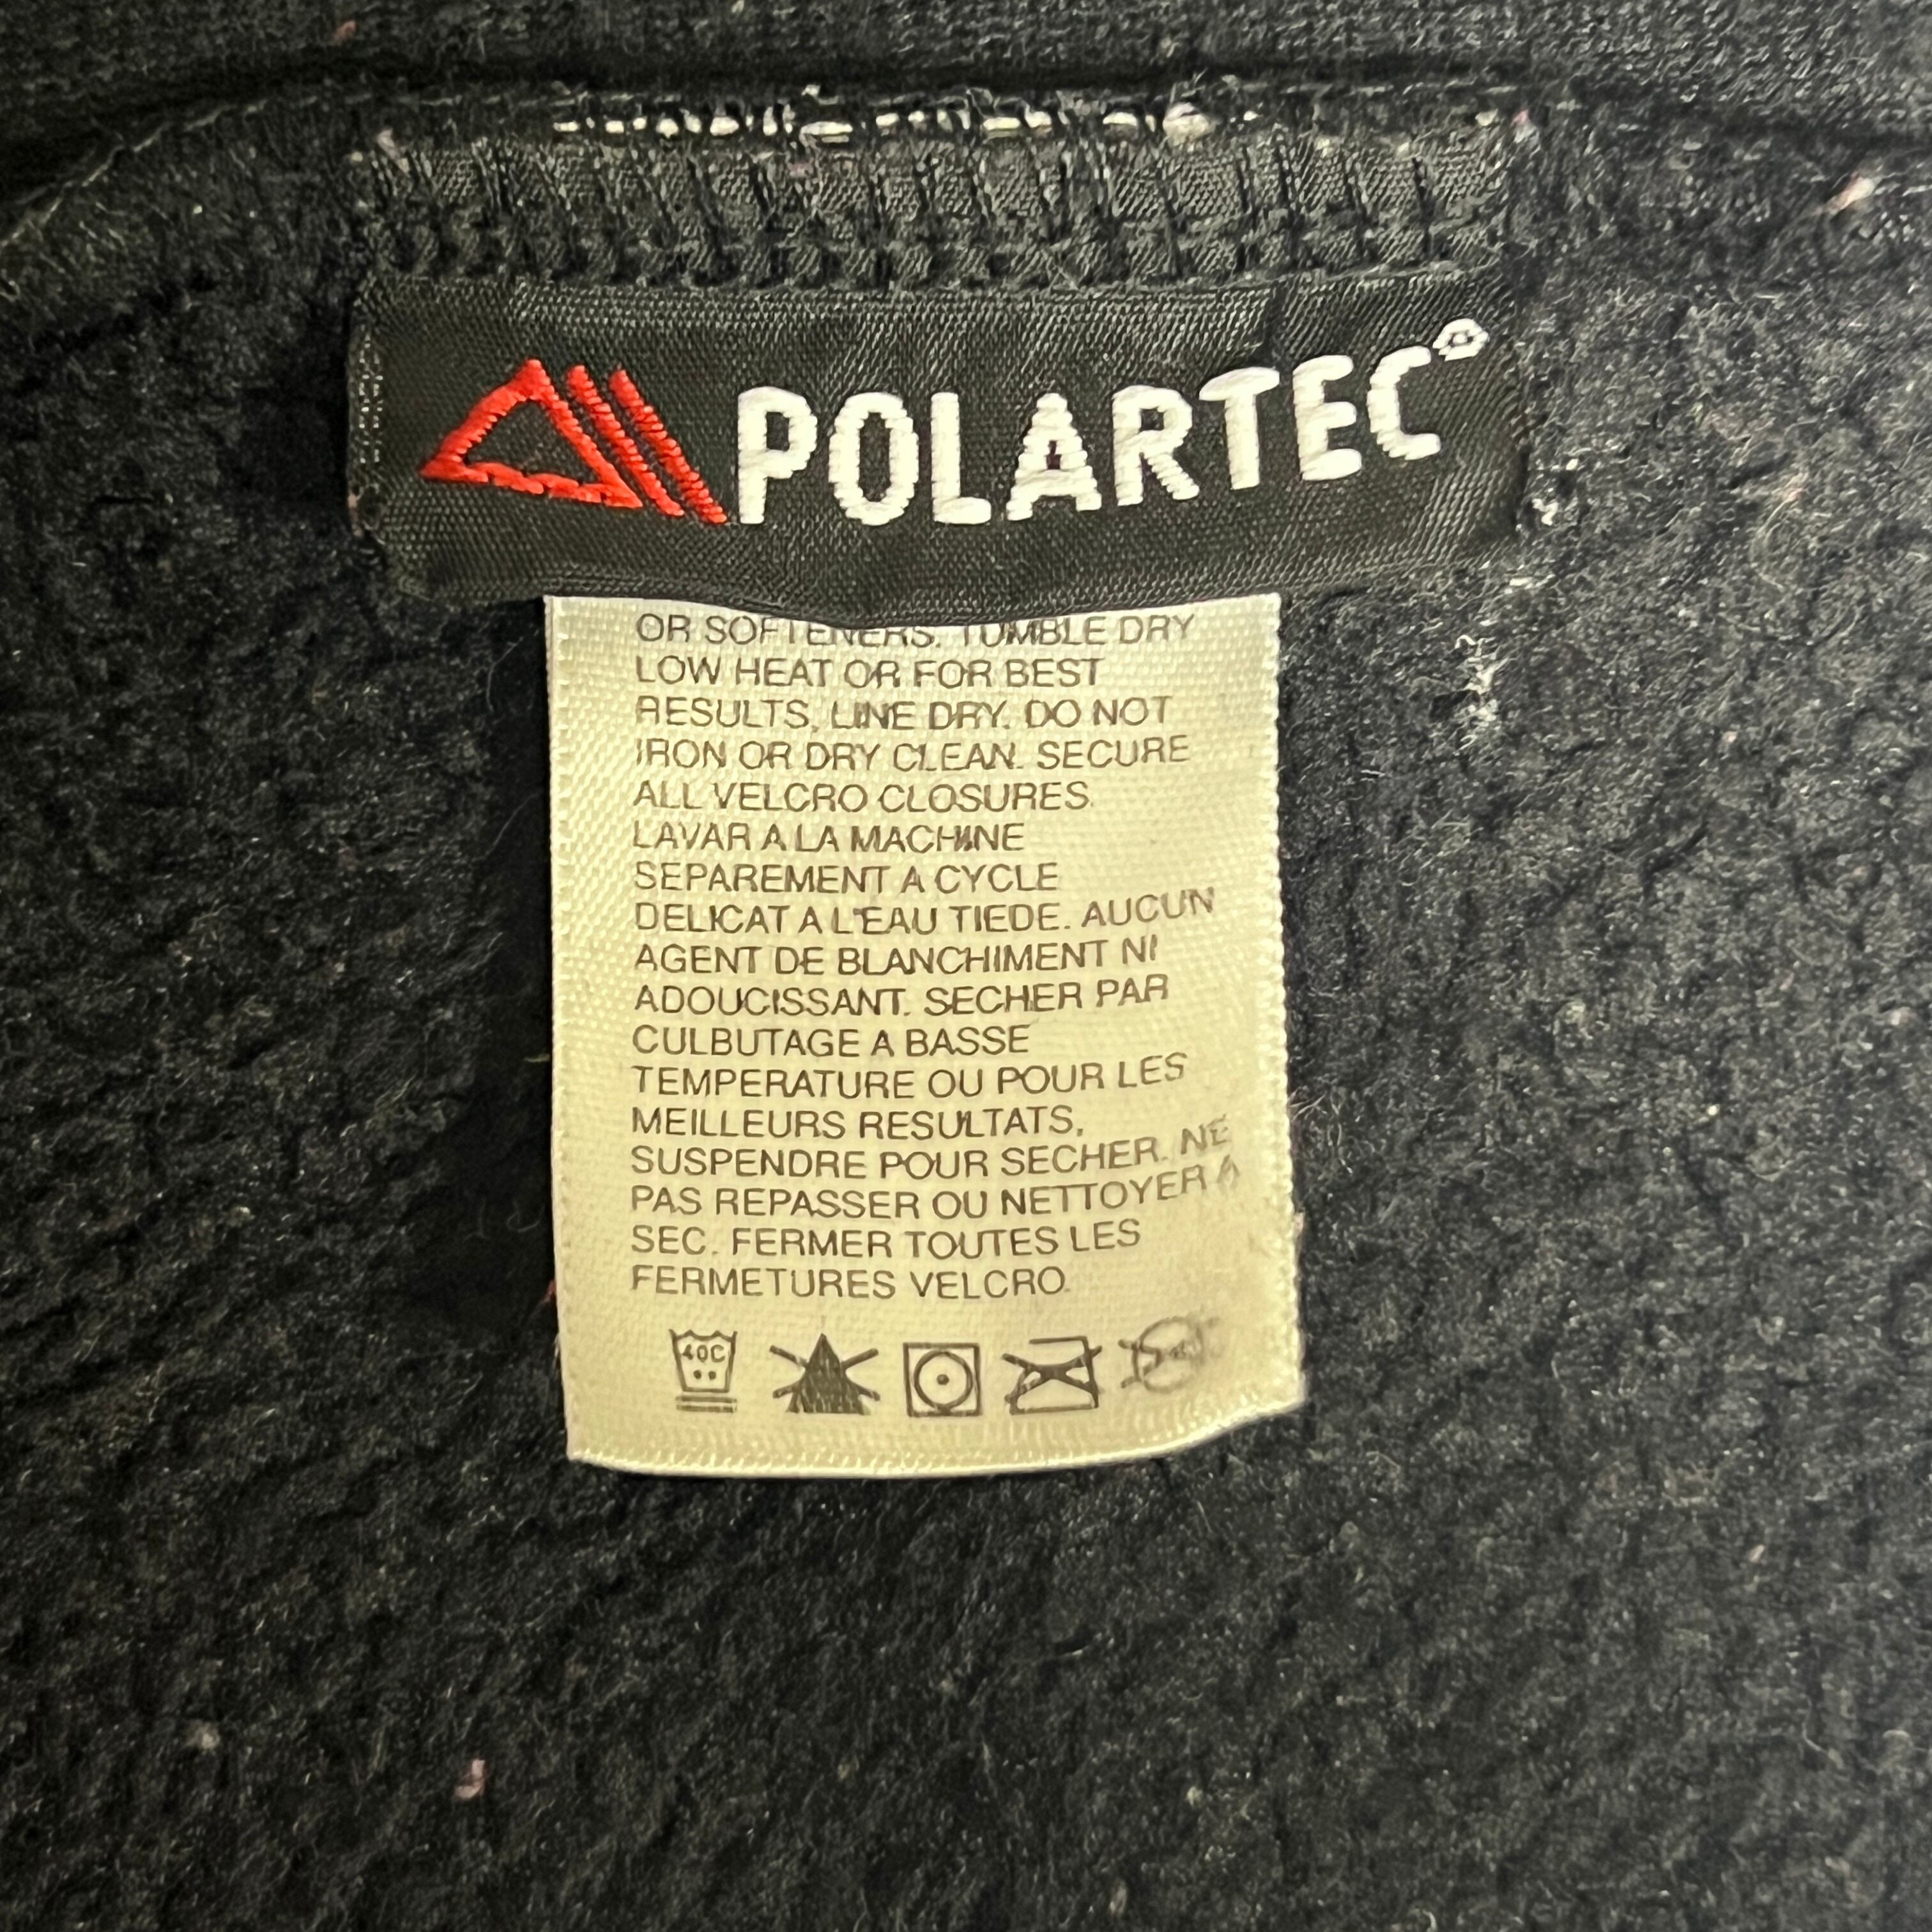 POLARTEC®
OR SOFTENERS. TUMBLE DRY
LOW HEAT OR FOR BEST
RESULTS, LINE DRY. DO NOT
IRON OR DRY CLEAN. SECURE
ALL VELCRO CLOSURES.
LAVAR A LA MACHINE
SEPAREMENT A CYCLE
DELICAT A L'EAU TIEDE. AUCUN
AGENT DE BLANCHIMENT NI
ADOUCISSANT. SECHER PAR
CULBUTAGE A BASSE
TEMPERATURE OU POUR LES
MEILLEURS RESULTATS,
SUSPENDRE POUR SECHER. NE
PAS REPASSER OU NETTOYER A
SEC. FERMER TOUTES LES
FERMETURES VELCRO.
40C